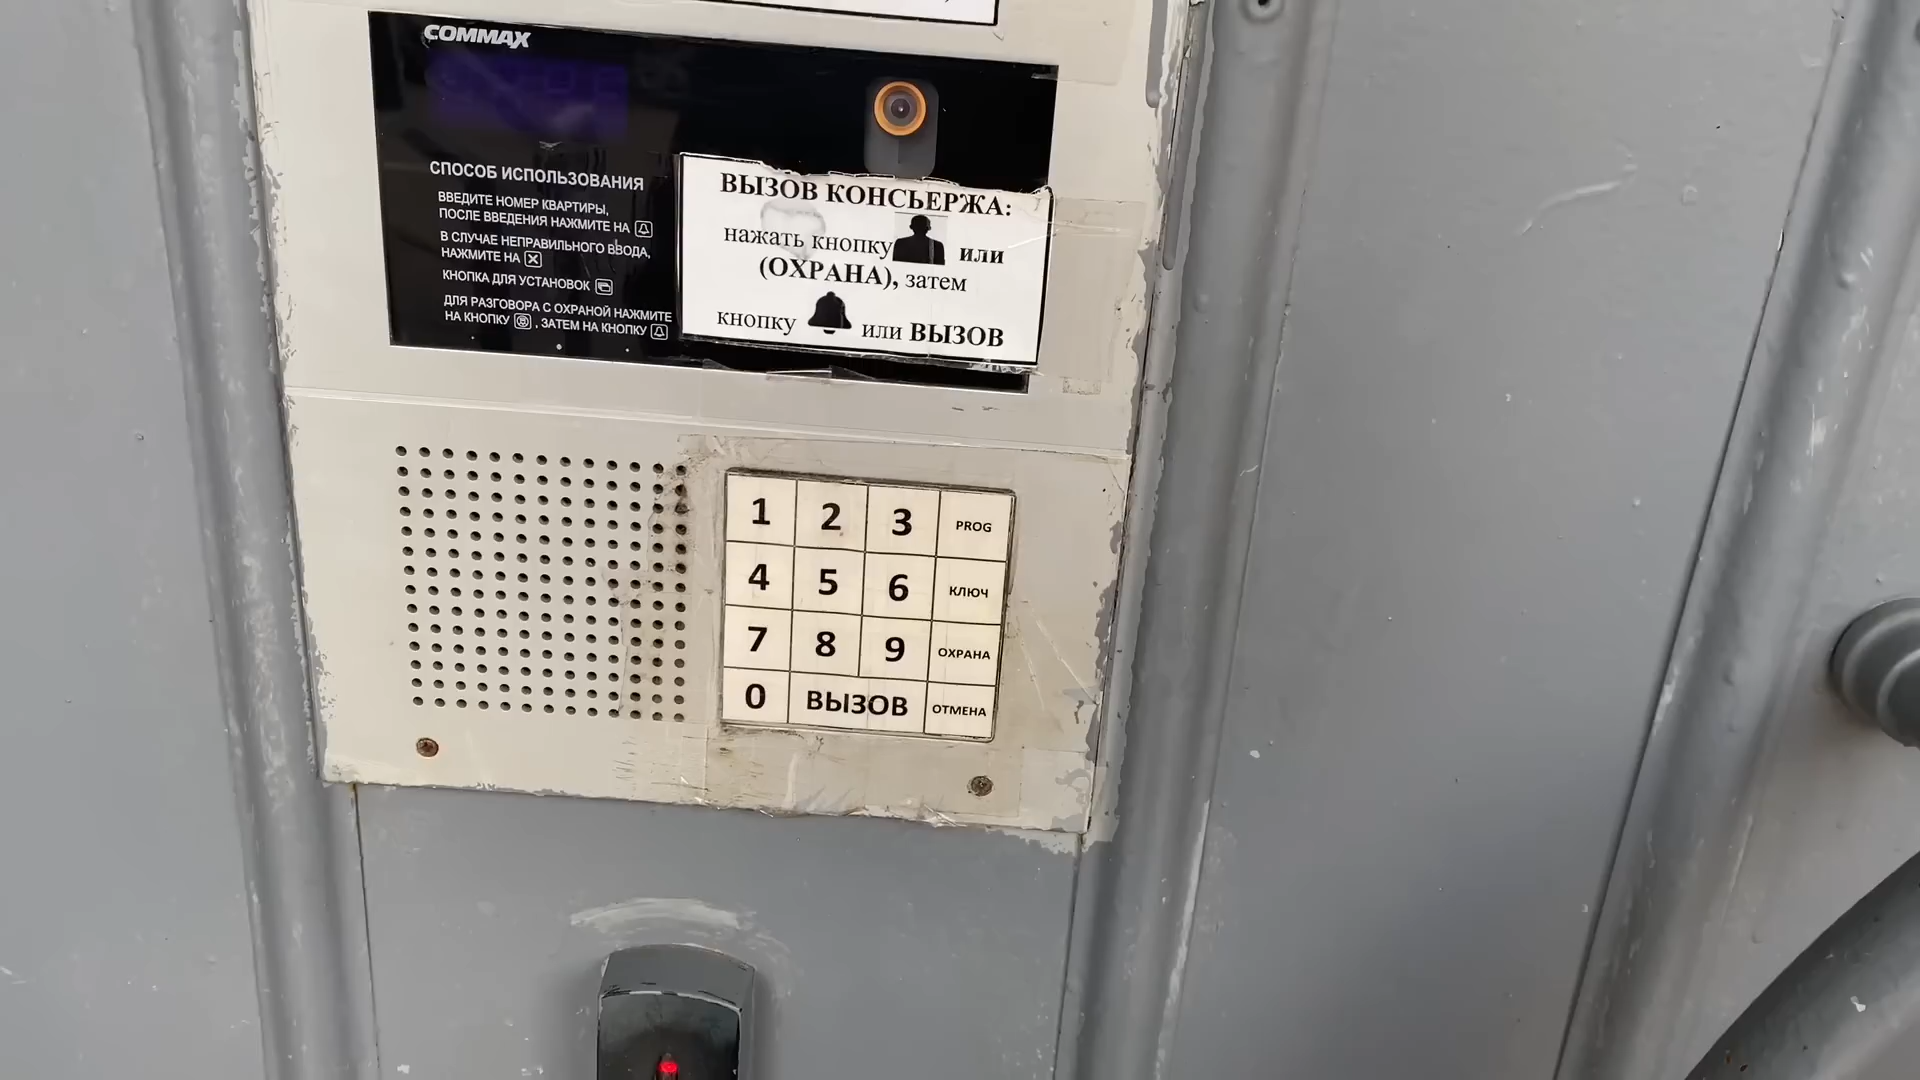 COMMAX
СПОСОБ ИСПОЛЬЗОВАНИЯ
ВВЕДИТЕ НОМЕР КВАРТИРЫ,
ПОСЛЕ ВВЕДЕНИЯ НАЖМИТЕ НА
В СЛУЧАЕ НЕПРАВИЛЬНОГО ВВОДА,
НАЖМИТЕ НА
КНОПКА ДЛЯ УСТАНОВОК
ДЛЯ РАЗГОВОРА С ОХРАНОЙ НАЖМИТЕ
НА КНОПКУ , ЗАТЕМ НА КНОПКУ
ВЫЗОВ КОНСЬЕРЖА:
нажать кнопку или
(ОХРАНА), затем
кнопку или ВЫЗОВ
1 2 3 PROG
4 5 6 КЛЮЧ
7 8 9 ОХРАНА
0 ВЫЗОВ ОТМЕНА